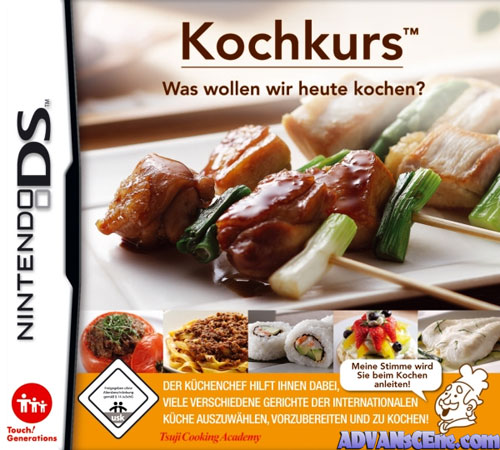 Kochkurs™
Was wollen wir heute kochen?
NINTENDO DS™
Meine Stimme wird
Sie beim Kochen
anleiten!
DER KÜCHENCHEF HILFT IHNEN DABEI,
VIELE VERSCHIEDENE GERICHTE DER INTERNATIONALEN
KÜCHE AUSZUWÄHLEN, VORZUBEREITEN UND ZU KOCHEN!
Tsuji Cooking Academy
Touch!
Generations
usk
ADVANsCEne.com